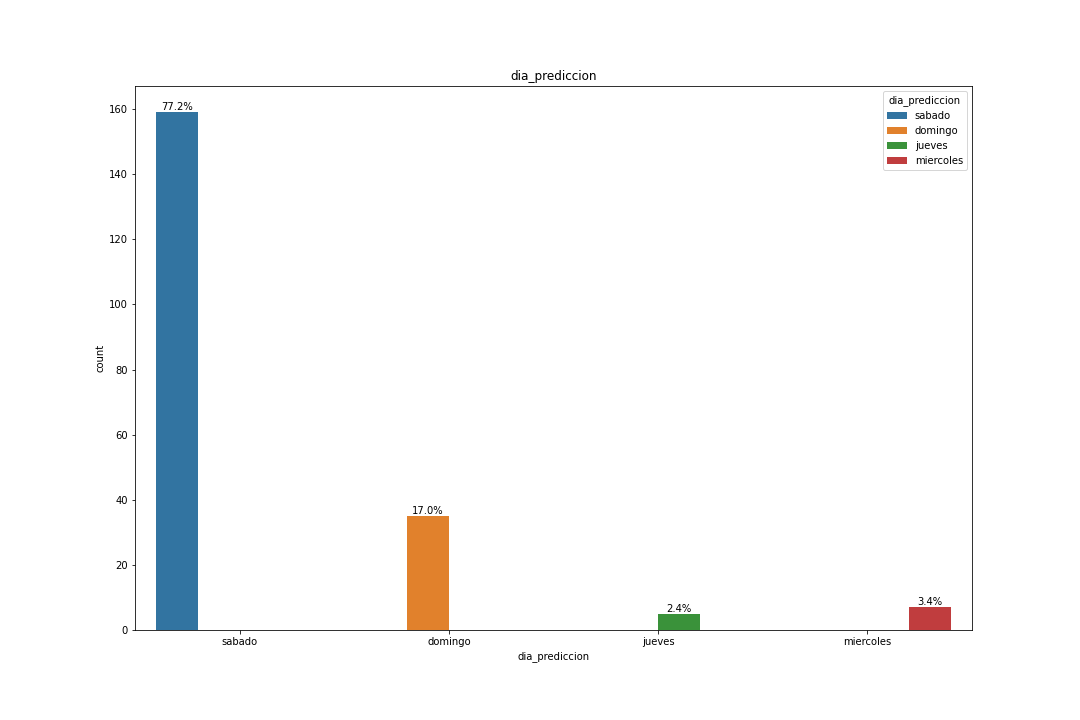 dia_prediccion
77.2%
17.0%
2.4%
3.4%
dia_prediccion
sabado
domingo
jueves
miercoles
count
160
140
120
100
80
60
40
20
0
sabado domingo jueves miercoles
dia_prediccion